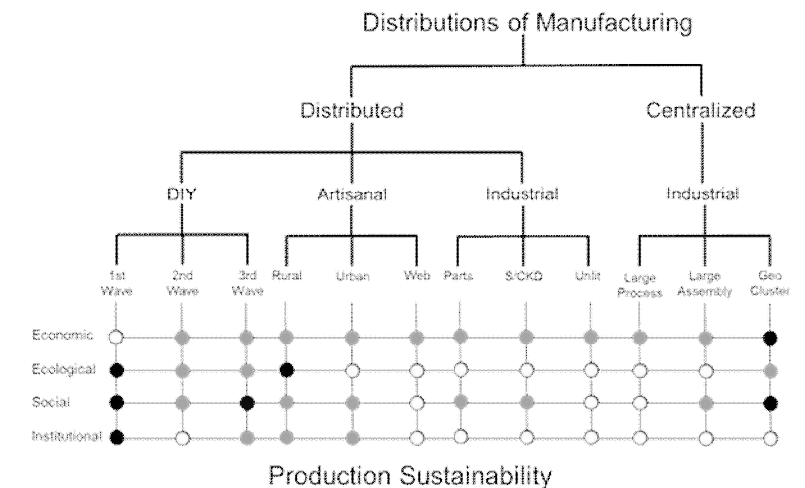 Distributions of Manufacturing
Distributed Centralized
DIY Artisanal Industrial Industrial
1st Wave 2nd Wave 3rd Wave Rural Urban Web Parts S/CKD Unlit Large Process Large Assembly Geo Cluster
Economic
Ecological
Social
Institutional
Production Sustainability